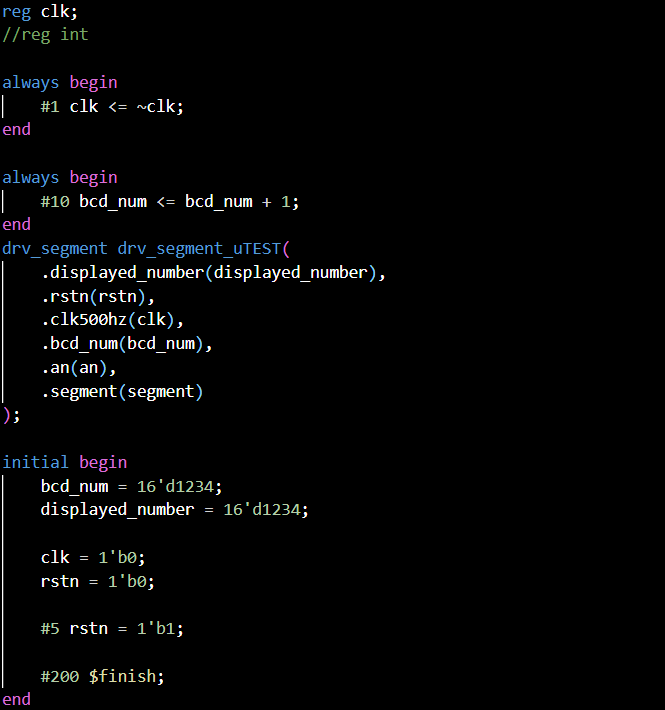 reg clk;
//reg int
always begin
#1 clk <= ~clk;
end
always begin
#10 bcd_num <= bcd_num + 1;
end
drv_segment drv_segment_uTEST(
.displayed_number(displayed_number),
.rstn(rstn),
.clk500hz(clk),
.bcd_num(bcd_num),
.an(an),
.segment(segment)
);
initial begin
bcd_num = 16'd1234;
displayed_number = 16'd1234;
clk = 1'b0;
rstn = 1'b0;
#5 rstn = 1'b1;
#200 $finish;
end